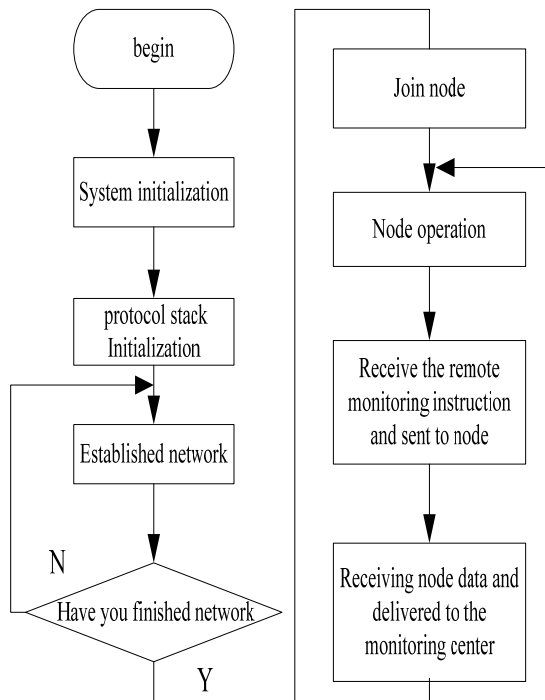 begin
System initialization
protocol stack
Initialization
Established network
N
Have you finished network
Y
Join node
Node operation
Receive the remote
monitoring instruction
and sent to node
Receiving node data and
delivered to the
monitoring center